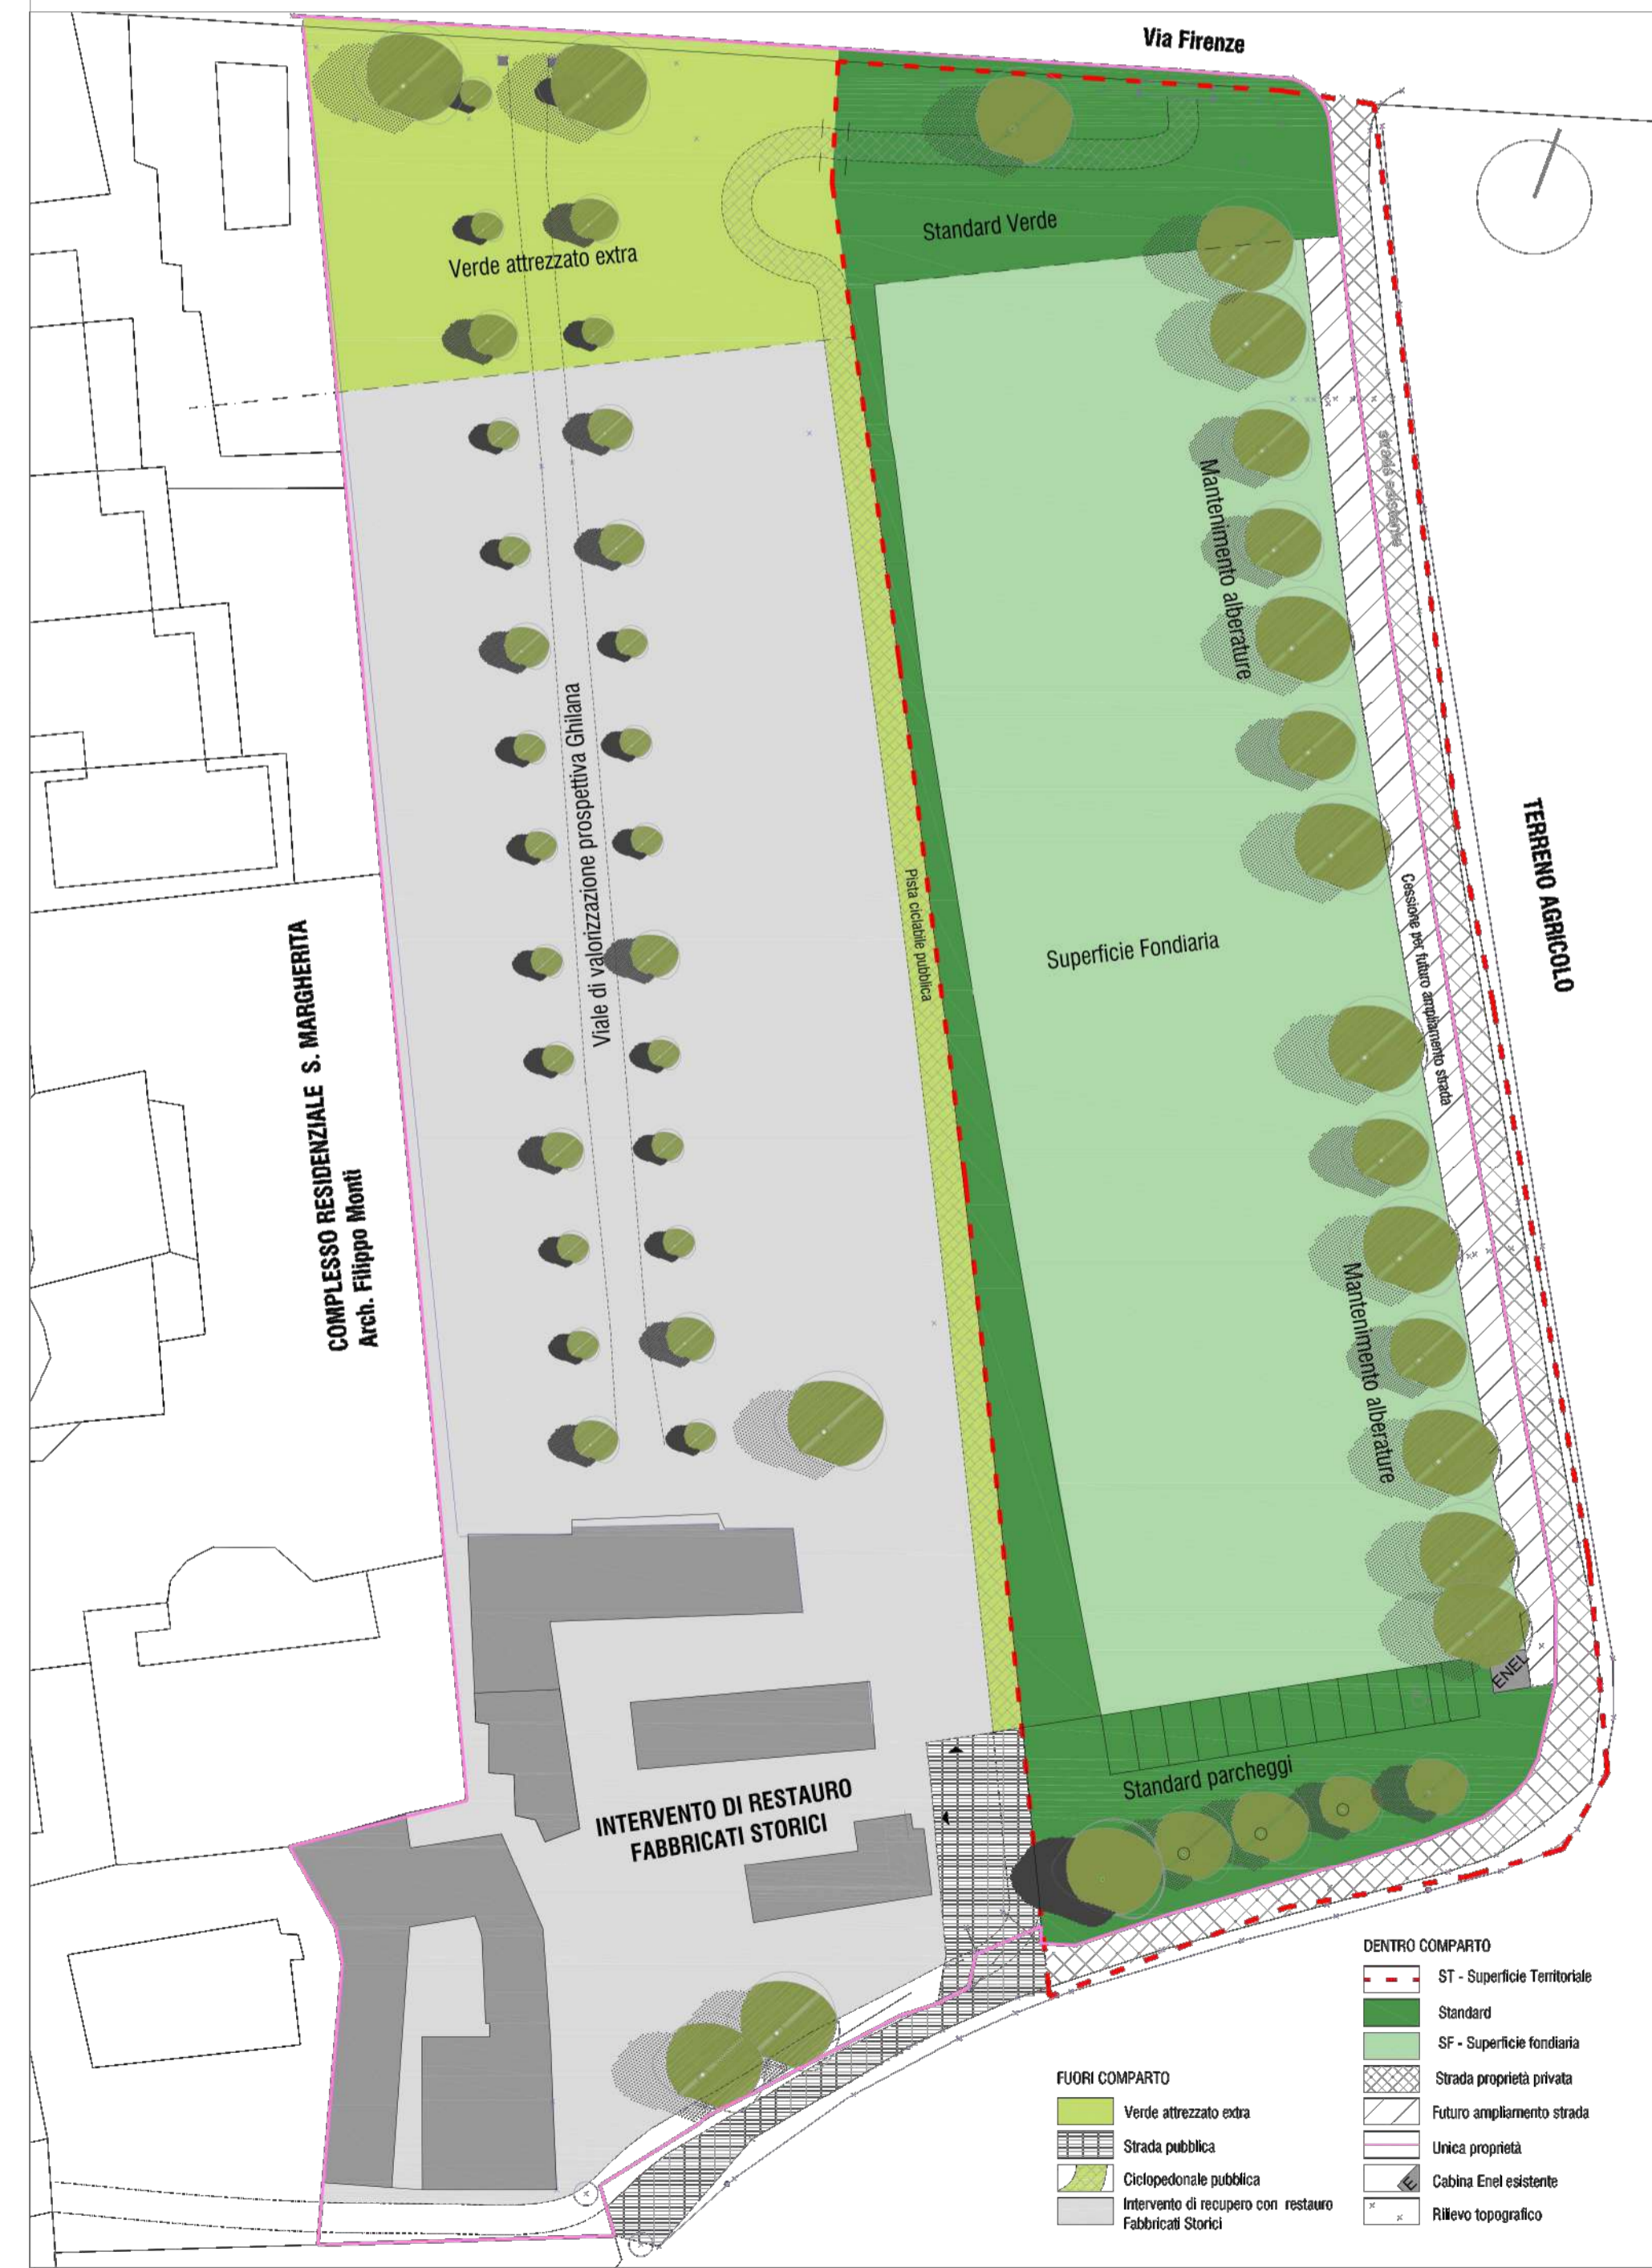 Via Firenze
Standard Verde
Verde attrezzato extra
Mantenimento alberature
strada esistente
Viale di valorizzazione prospettiva Ghilana
Pista ciclabile pubblica
Superficie Fondiaria
Cessione per futuro ampliamento strada
TERRENO AGRICOLO
COMPLESSO RESIDENZIALE S. MARGHERITA
Arch. Filippo Monti
Mantenimento alberature
ENEL
Standard parcheggi
INTERVENTO DI RESTAURO
FABBRICATI STORICI
FUORI COMPARTO
Verde attrezzato extra
Strada pubblica
Ciclopedonale pubblica
Intervento di recupero con restauro
Fabbricati Storici
DENTRO COMPARTO
ST - Superficie Territoriale
Standard
SF - Superficie fondiaria
Strada proprietà privata
Futuro ampliamento strada
Unica proprietà
E
Cabina Enel esistente
Rilievo topografico